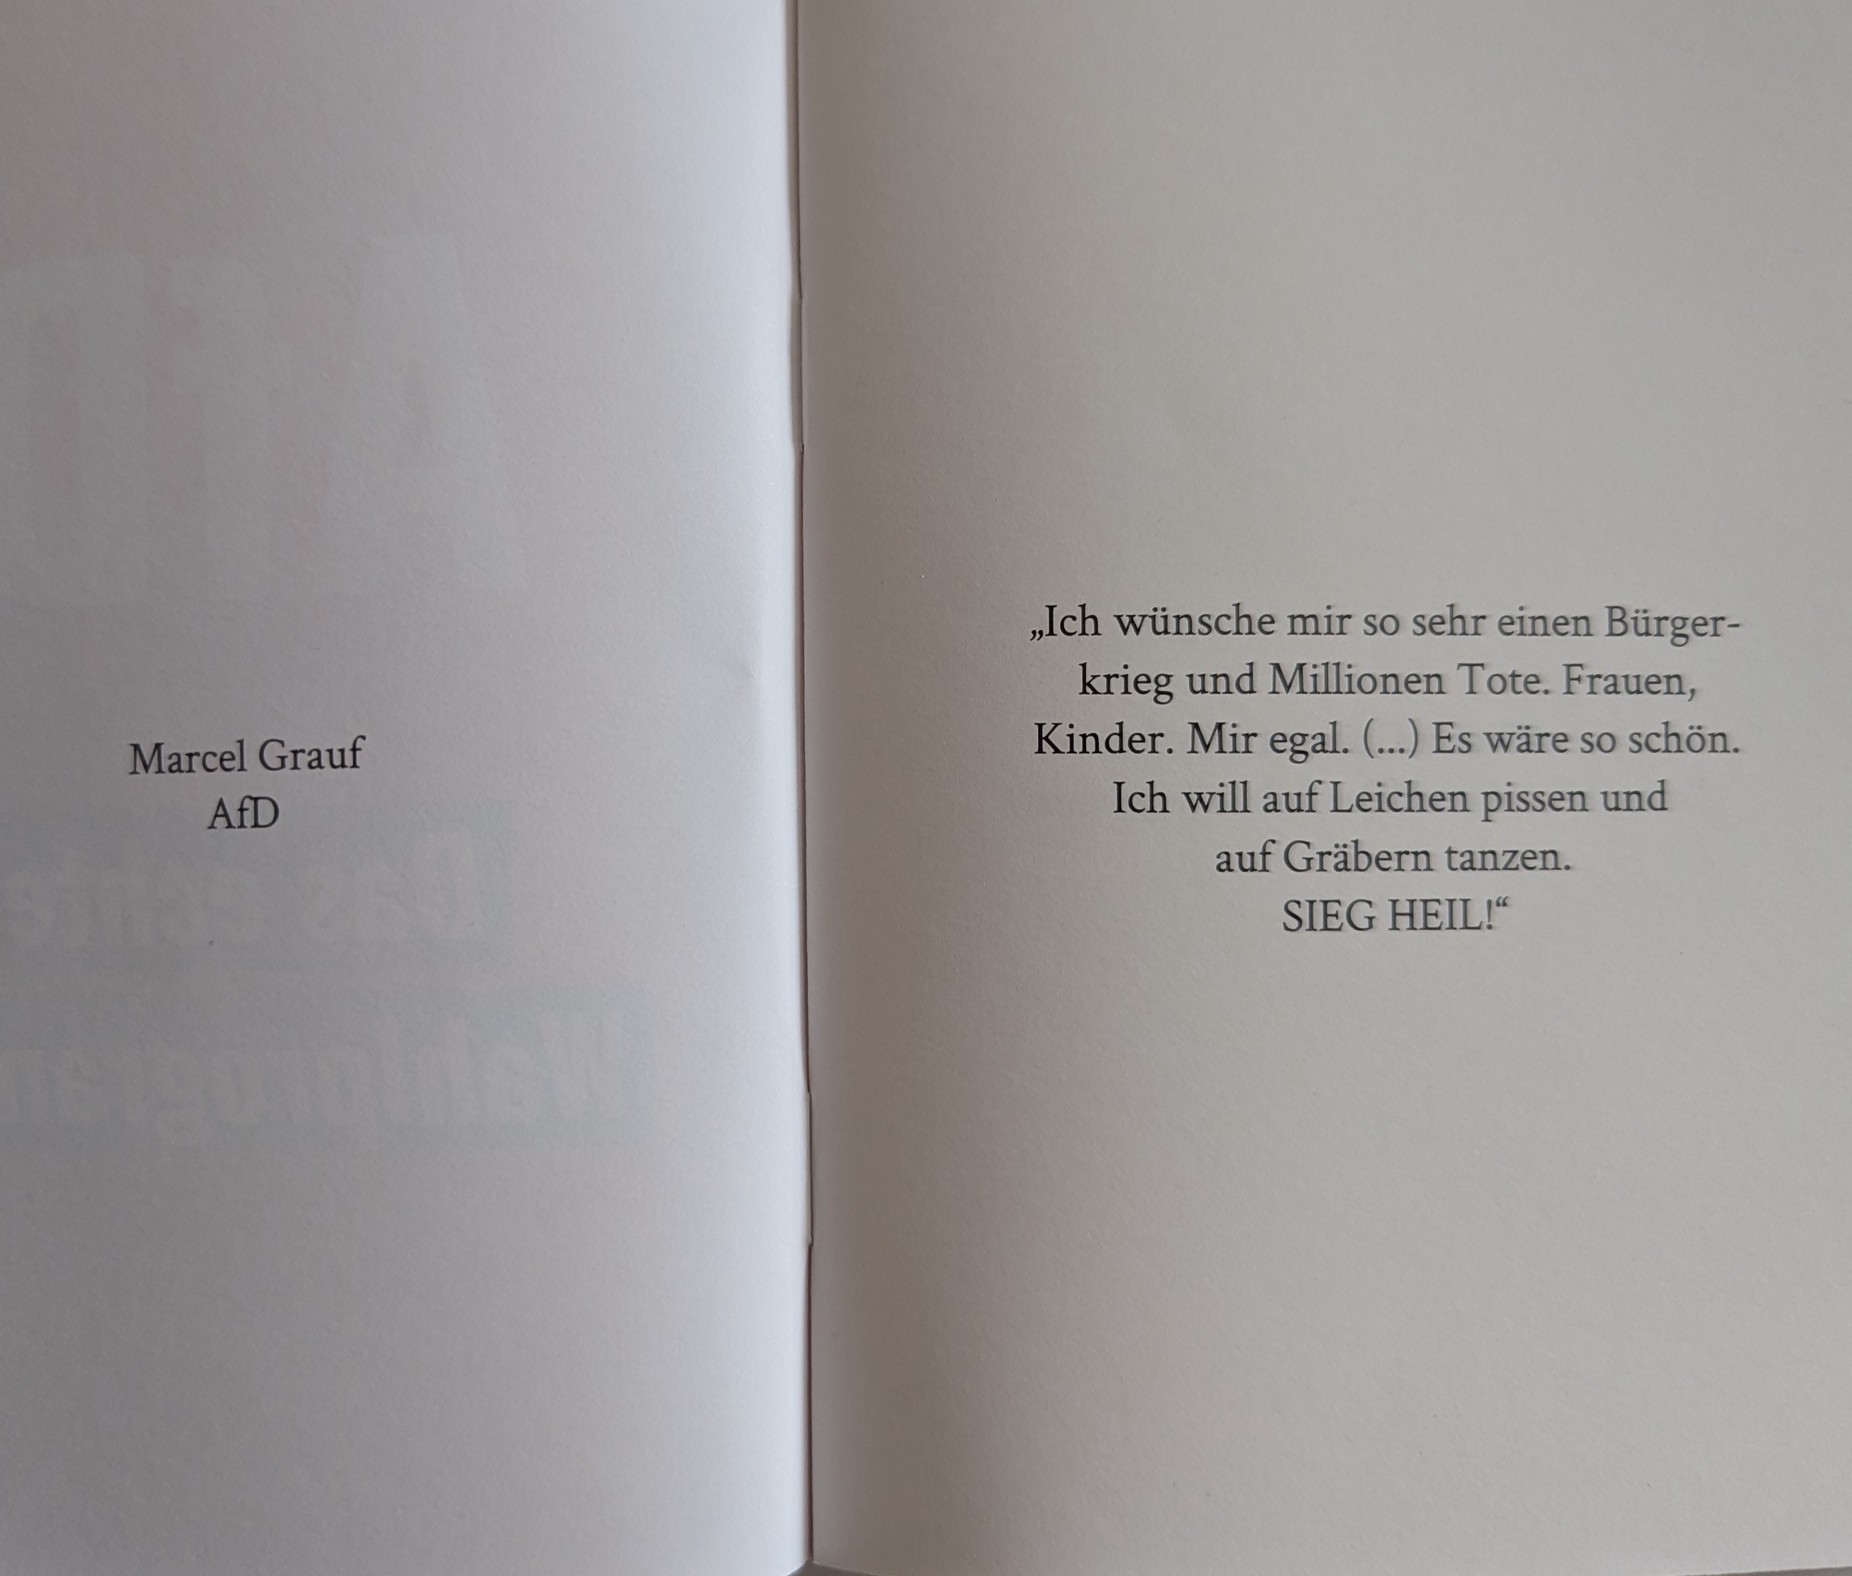 Marcel Grauf
AfD
„Ich wünsche mir so sehr einen Bürger-
krieg und Millionen Tote. Frauen,
Kinder. Mir egal. (...) Es wäre so schön.
Ich will auf Leichen pissen und
auf Gräbern tanzen.
SIEG HEIL!“